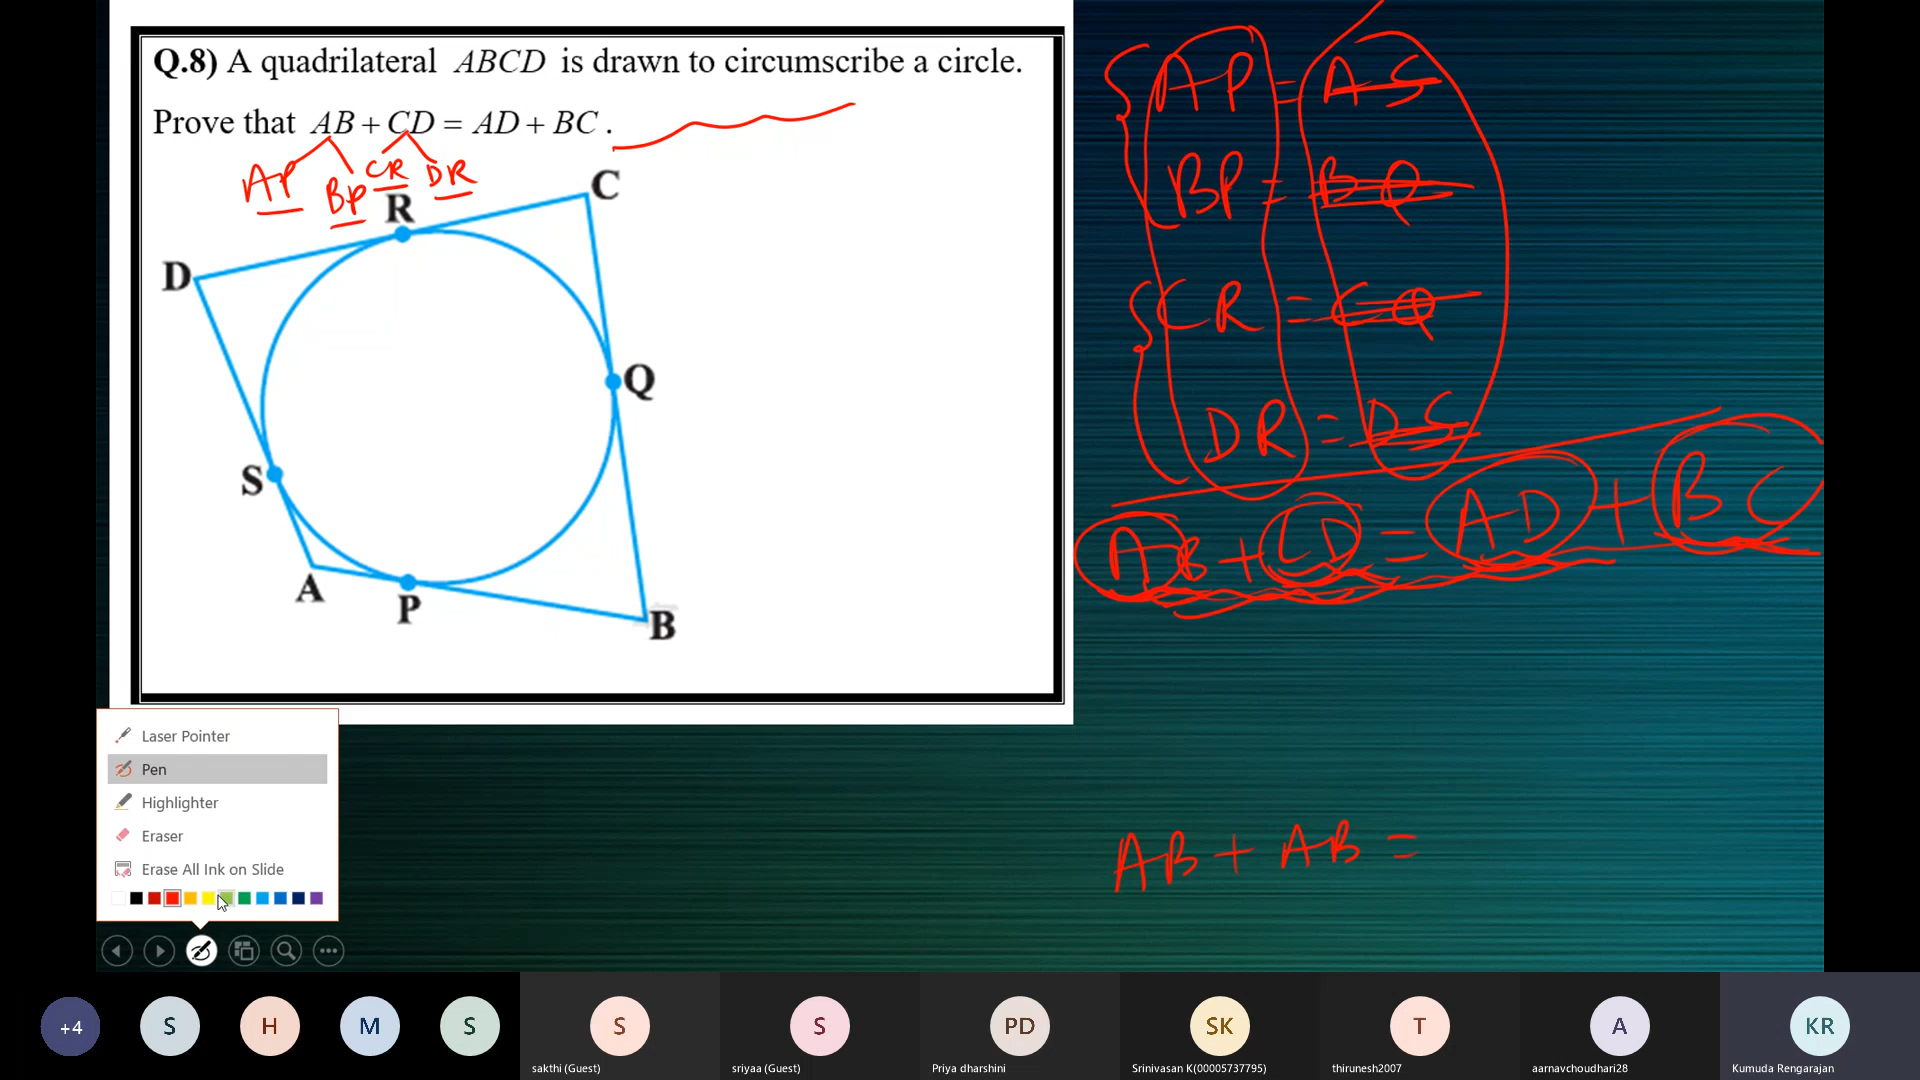 Q.8) A quadrilateral ABCD is drawn to circumscribe a circle.
Prove that AB + CD = AD + BC .
AP BP CR DR
R
C
D
Q
S
A
P
B
AP = AS
BP = BQ
CR = CQ
DR = DS
AB + CD = AD + BC
AB + AB =
Laser Pointer
Pen
Highlighter
Eraser
Erase All Ink on Slide
+4
S
H
M
S
S
S
PD
SK
T
A
KR
sakthi (Guest)
sriyaa (Guest)
Priya dharshini
Srinivasan K(00005737795)
thirunesh2007
aarnavchoudhari28
Kumuda Rengarajan